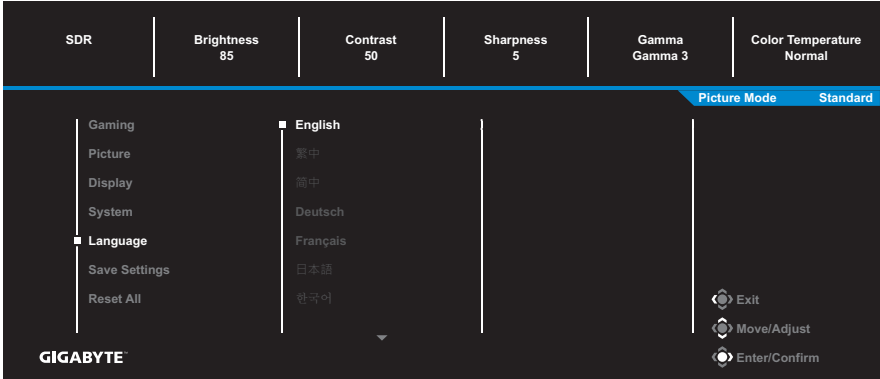 SDR
Brightness
85
Contrast
50
Sharpness
5
Gamma
Gamma 3
Color Temperature
Normal
Picture Mode Standard
Gaming
Picture
Display
System
Language
Save Settings
Reset All
English
繁中
简中
Deutsch
Français
日本語
한국어
Exit
Move/Adjust
Enter/Confirm
GIGABYTE™